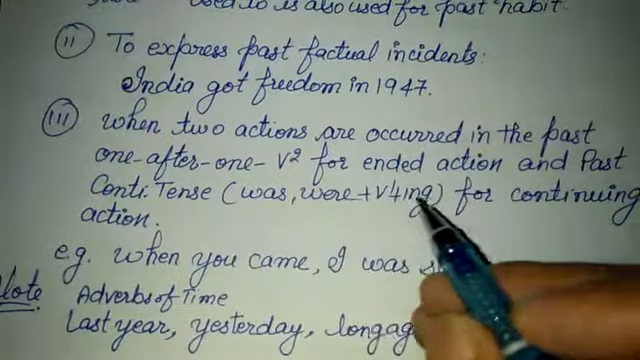 used to is also used for past habit.
(ii) To express past factual incidents:
India got freedom in 1947.
(iii) When two actions are occurred in the past
one-after-one- V² for ended action and Past
Conti. Tense (was, were + V4ing) for continuing
action.
e.g. When you came, I was
Note Adverbs of Time
Last year, yesterday, long